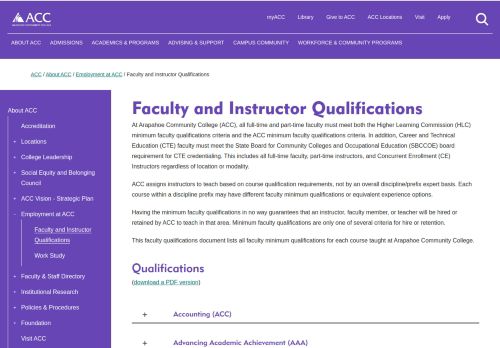 ACC
myACC Library Give to ACC ACC Locations Visit Apply
ABOUT ACC ADMISSIONS ACADEMICS & PROGRAMS ADVISING & SUPPORT CAMPUS COMMUNITY WORKFORCE & COMMUNITY PROGRAMS
ACC / About ACC / Employment at ACC / Faculty and Instructor Qualifications
About ACC
Accreditation
+ Locations
+ College Leadership
+ Social Equity and Belonging
Council
+ ACC Vision - Strategic Plan
- Employment at ACC
Faculty and Instructor
Qualifications
Work Study
+ Faculty & Staff Directory
+ Institutional Research
+ Policies & Procedures
+ Foundation
Visit ACC
Faculty and Instructor Qualifications
At Arapahoe Community College (ACC), all full-time and part-time faculty must meet both the Higher Learning Commission (HLC)
minimum faculty qualifications criteria and the ACC minimum faculty qualifications criteria. In addition, Career and Technical
Education (CTE) faculty must meet the State Board for Community Colleges and Occupational Education (SBCCOE) board
requirement for CTE credentialing. This includes all full-time faculty, part-time instructors, and Concurrent Enrollment (CE)
Instructors regardless of location or modality.
ACC assigns instructors to teach based on course qualification requirements, not by an overall discipline/prefix expert basis. Each
course within a discipline prefix may have different faculty minimum qualifications or equivalent experience options.
Having the minimum faculty qualifications in no way guarantees that an instructor, faculty member, or teacher will be hired or
retained by ACC to teach in that area. Minimum faculty qualifications are only one of several criteria for hire or retention.
This faculty qualifications document lists all faculty minimum qualifications for each course taught at Arapahoe Community College.
Qualifications
(download a PDF version)
+ Accounting (ACC)
+ Advancing Academic Achievement (AAA)